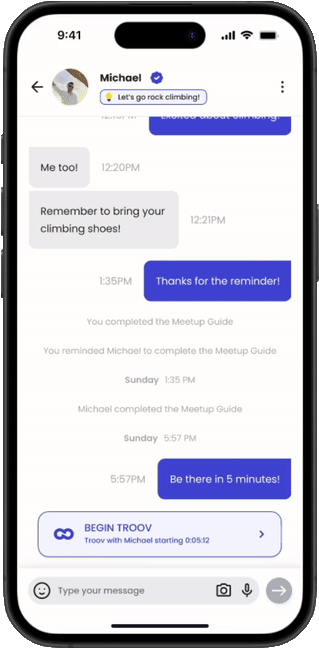 9:41
Michael
Let's go rock climbing!
12:15PM
Excited about climbing!
Me too!
12:20PM
Remember to bring your
climbing shoes!
12:21PM
1:35PM
Thanks for the reminder!
You completed the Meetup Guide
You reminded Michael to complete the Meetup Guide
Sunday 1:35 PM
Michael completed the Meetup Guide
Sunday 5:57 PM
5:57PM
Be there in 5 minutes!
BEGIN TROOV
Troov with Michael starting 0:05:12
Type your message